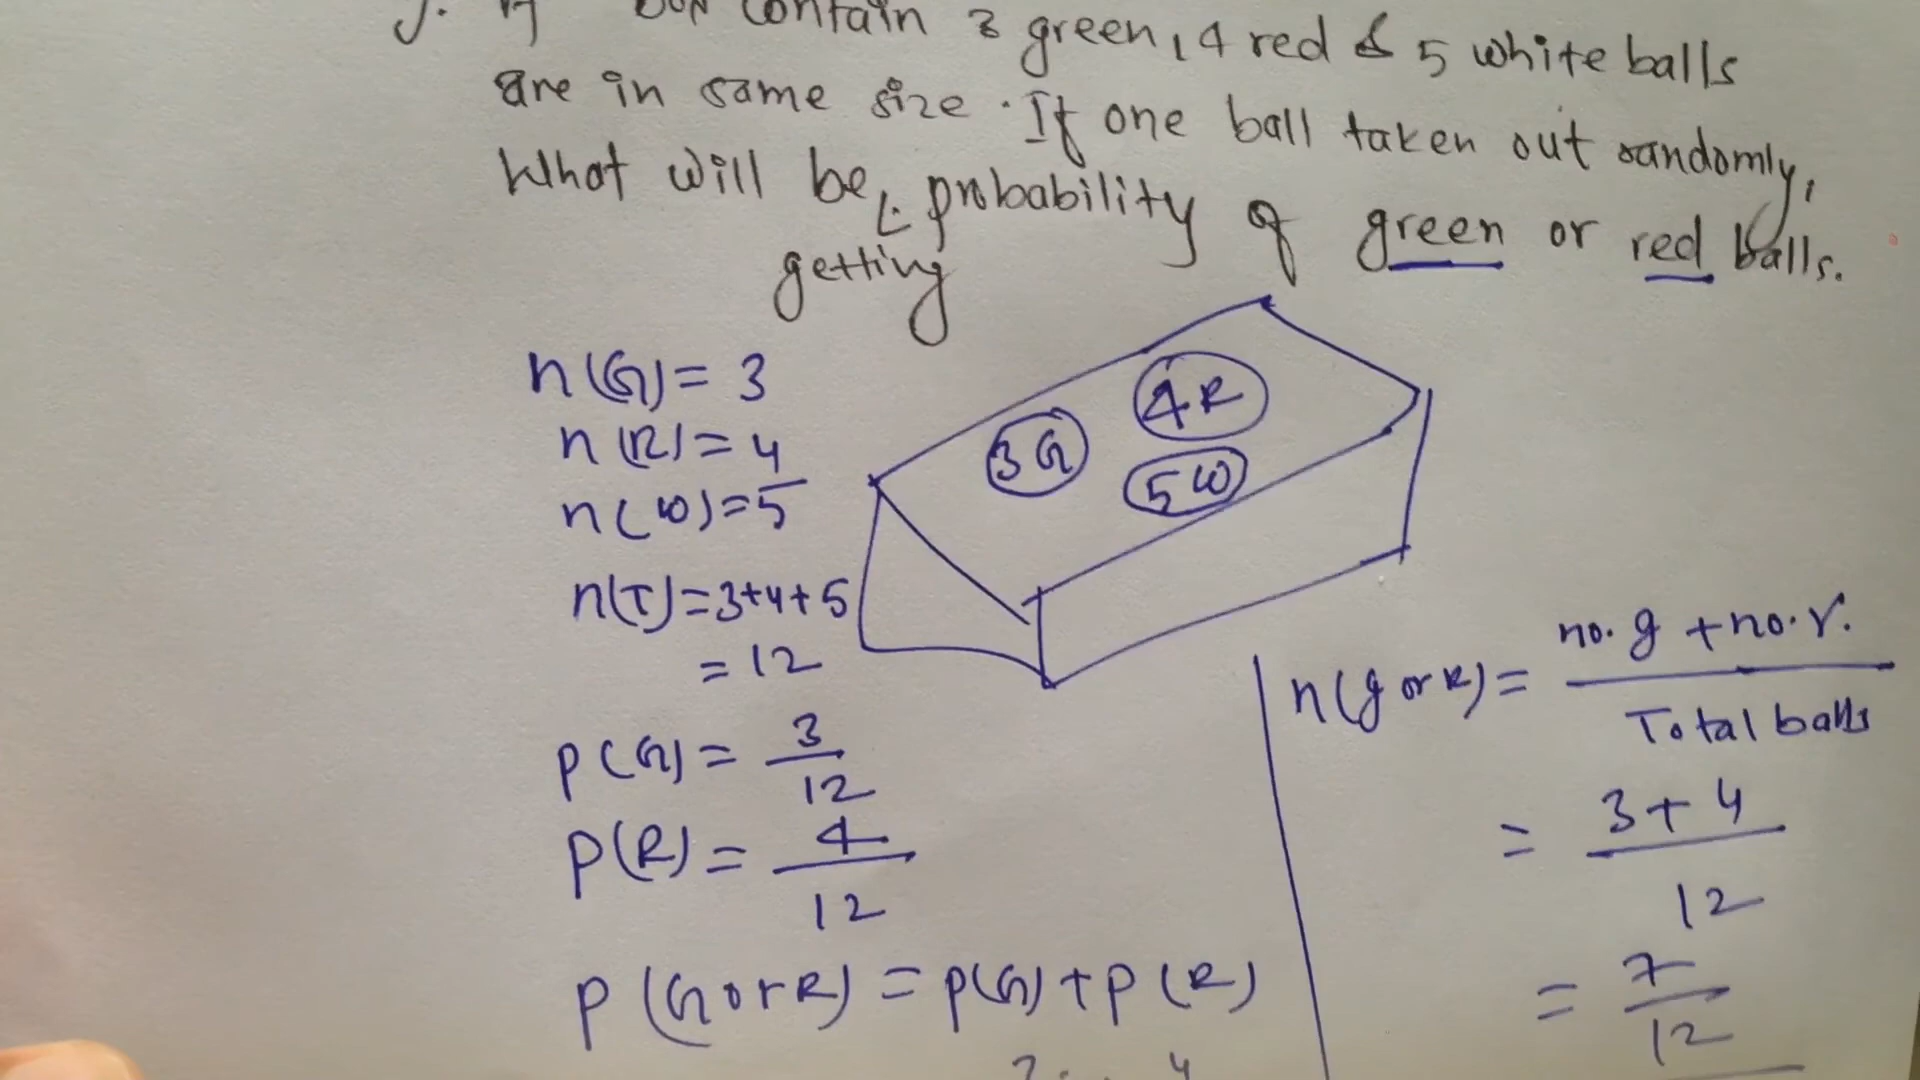 contain 3 green, 4 red & 5 white balls
are in same size. If one ball taken out randomly,
What will be probability of green or red balls.
getting
n(G) = 3
n(R) = 4
n(W) = 5
n(T) = 3+4+5
= 12
P(G) = 3/12
P(R) = 4/12
P(G or R) = P(G) + P(R)
4
4R
3G
5W
n(g or R) = no. g + no. r. / Total balls
= 3+4 / 12
= 7/12